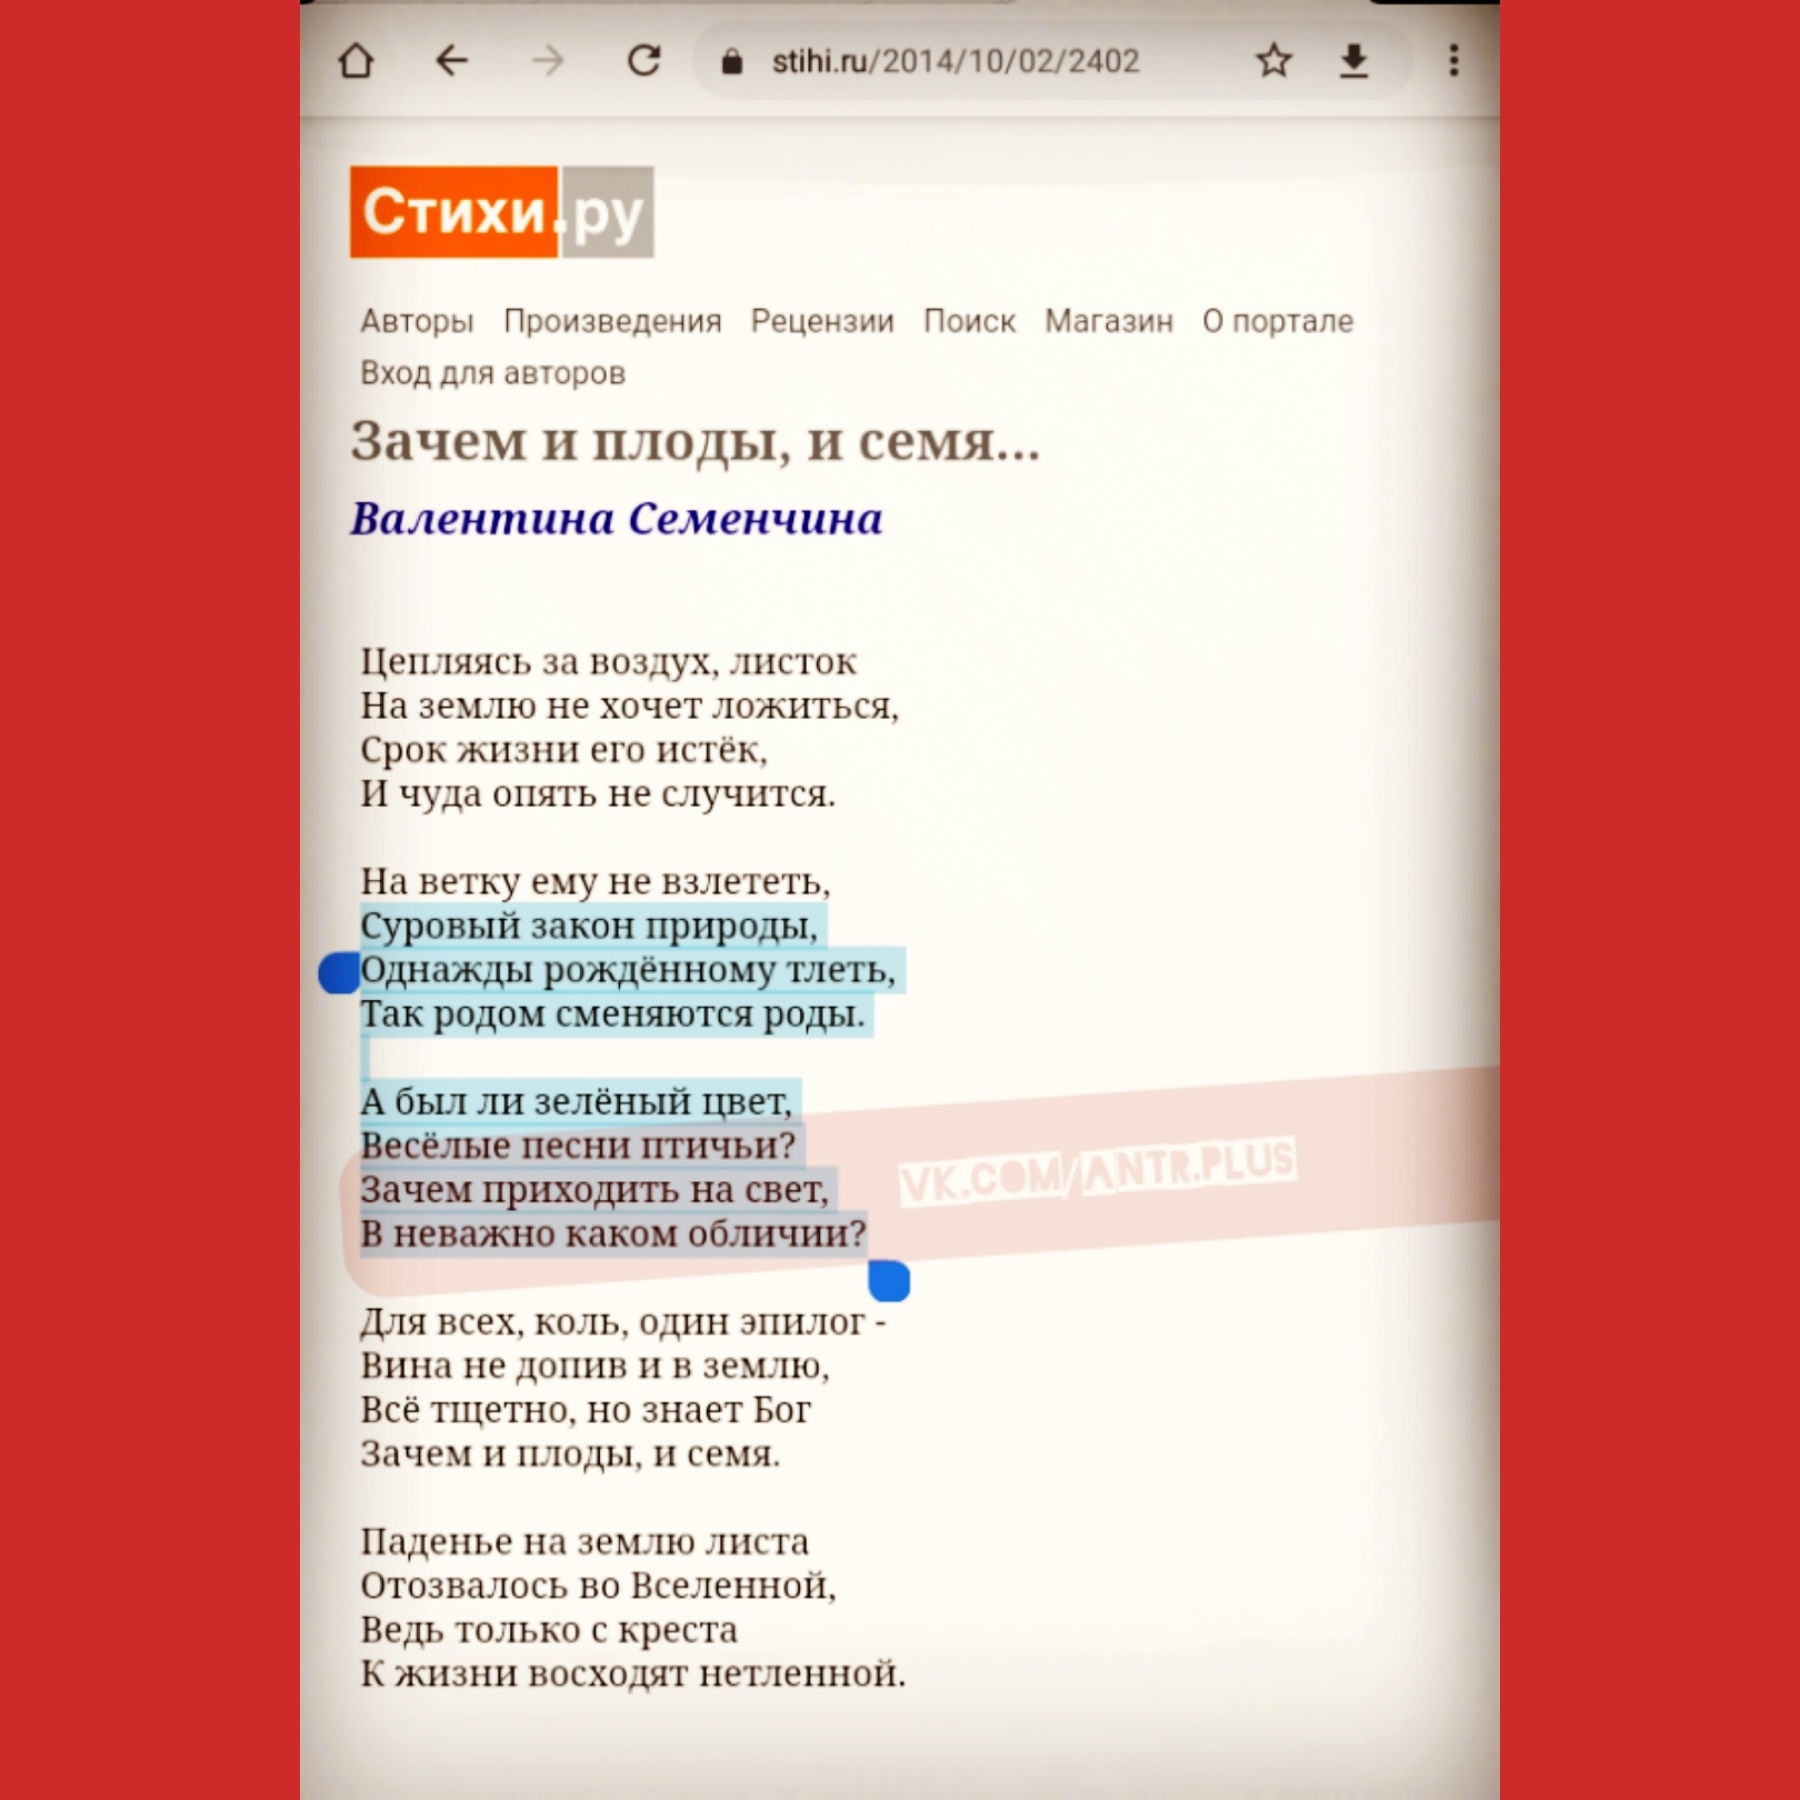 stihi.ru/2014/10/02/2402
Стихи.ру
Авторы Произведения Рецензии Поиск Магазин О портале
Вход для авторов
Зачем и плоды, и семя...
Валентина Семенчина
Цепляясь за воздух, листок
На землю не хочет ложиться,
Срок жизни его истёк,
И чуда опять не случится.
На ветку ему не взлететь,
Суровый закон природы,
Однажды рождённому тлеть,
Так родом сменяются роды.
А был ли зелёный цвет,
Весёлые песни птичьи?
Зачем приходить на свет,
В неважно каком обличии?
VK.COM/ANTR.PLUS
Для всех, коль, один эпилог -
Вина не допив и в землю,
Всё тщетно, но знает Бог
Зачем и плоды, и семя.
Паденье на землю листа
Отозвалось во Вселенной,
Ведь только с креста
К жизни восходят нетленной.